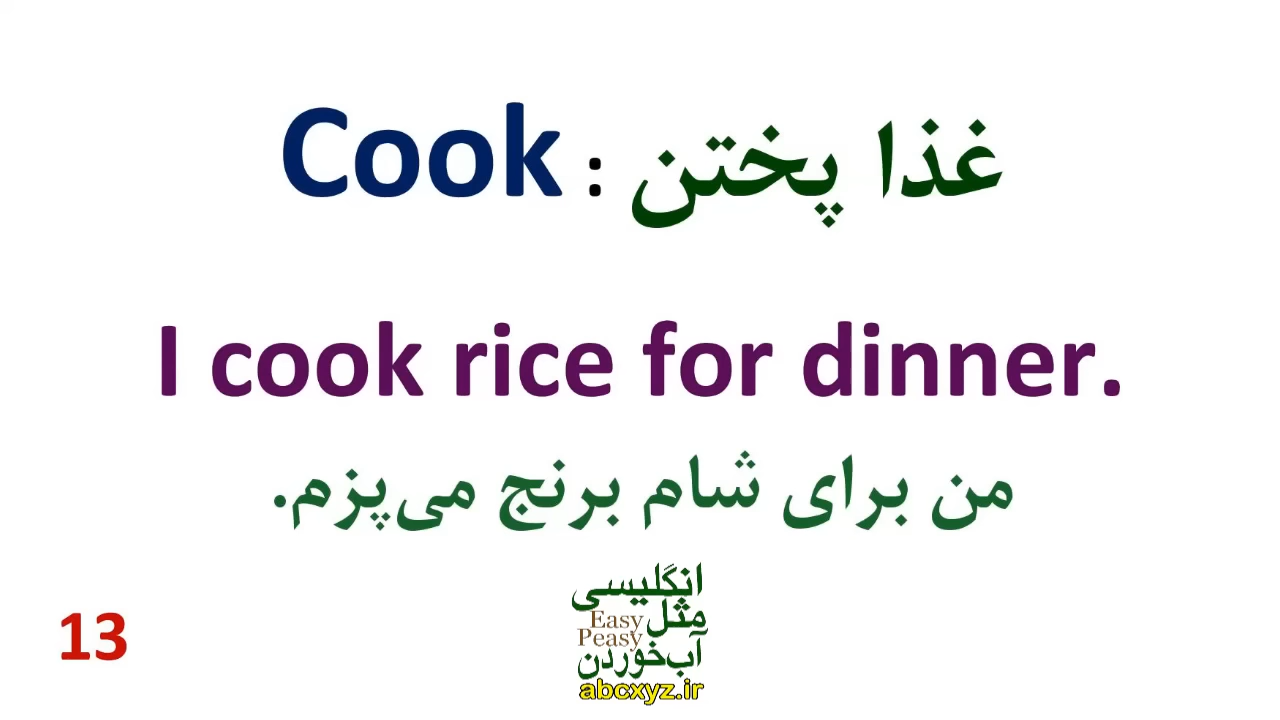 Cook : غذا پختن
I cook rice for dinner.
من برای شام برنج می‌پزم.
انگلیسی
مثل Easy
Peasy
آب‌خوردن
abcxyz.ir
13